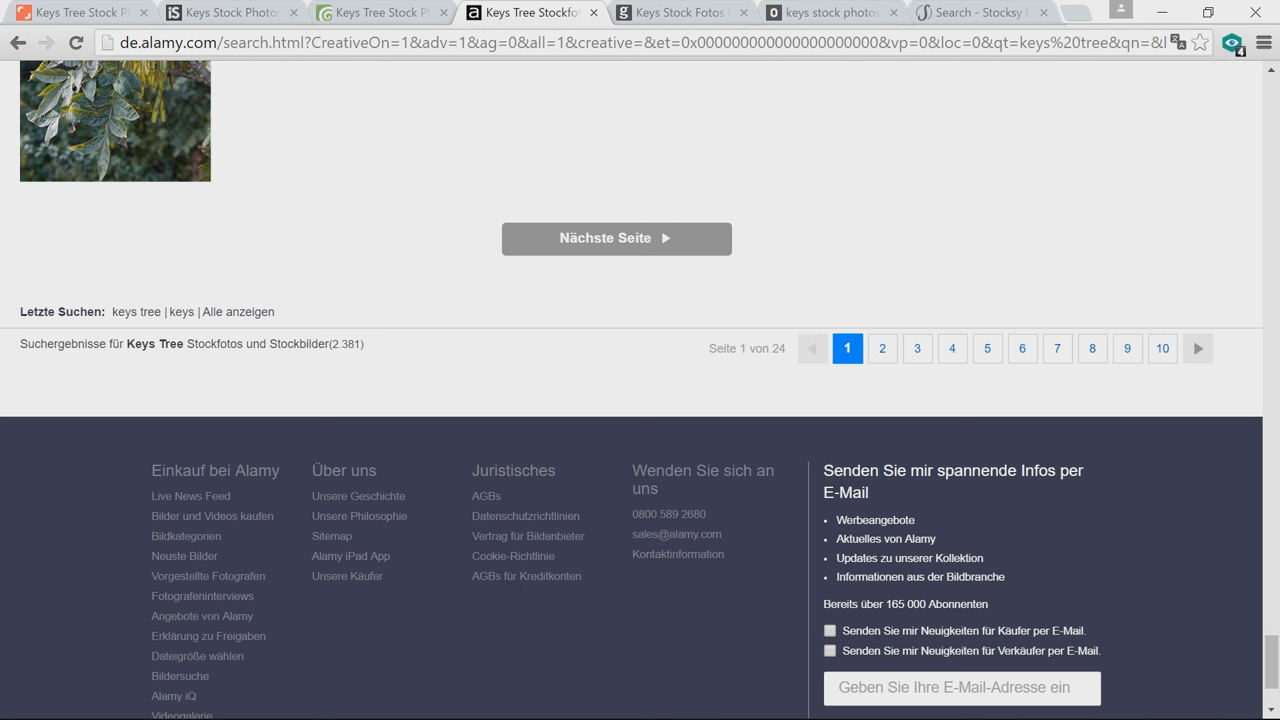 Keys Tree Stock P
Keys Stock Photos
Keys Tree Stock P
Keys Tree Stockfo
Keys Stock Fotos
keys stock photos
Search - Stocksy
de.alamy.com/search.html?CreativeOn=1&adv=1&ag=0&all=1&creative=&et=0x000000000000000000000&vp=0&loc=0&qt=keys%20tree&qn=&
4
Nächste Seite
Letzte Suchen: keys tree | keys | Alle anzeigen
Suchergebnisse für Keys Tree Stockfotos und Stockbilder(2.381)
Seite 1 von 24
1 2 3 4 5 6 7 8 9 10
Einkauf bei Alamy
Live News Feed
Bilder und Videos kaufen
Bildkategorien
Neuste Bilder
Vorgestellte Fotografen
Fotografeninterviews
Angebote von Alamy
Erklärung zu Freigaben
Dateigröße wählen
Bildersuche
Alamy iQ
Videogalerie
Über uns
Unsere Geschichte
Unsere Philosophie
Sitemap
Alamy iPad App
Unsere Käufer
Juristisches
AGBs
Datenschutzrichtlinien
Vertrag für Bildanbieter
Cookie-Richtlinie
AGBs für Kreditkonten
Wenden Sie sich an
uns
0800 589 2680
sales@alamy.com
Kontaktinformation
Senden Sie mir spannende Infos per
E-Mail
Werbeangebote
Aktuelles von Alamy
Updates zu unserer Kollektion
Informationen aus der Bildbranche
Bereits über 165 000 Abonnenten
Senden Sie mir Neuigkeiten für Käufer per E-Mail.
Senden Sie mir Neuigkeiten für Verkäufer per E-Mail.
Geben Sie Ihre E-Mail-Adresse ein